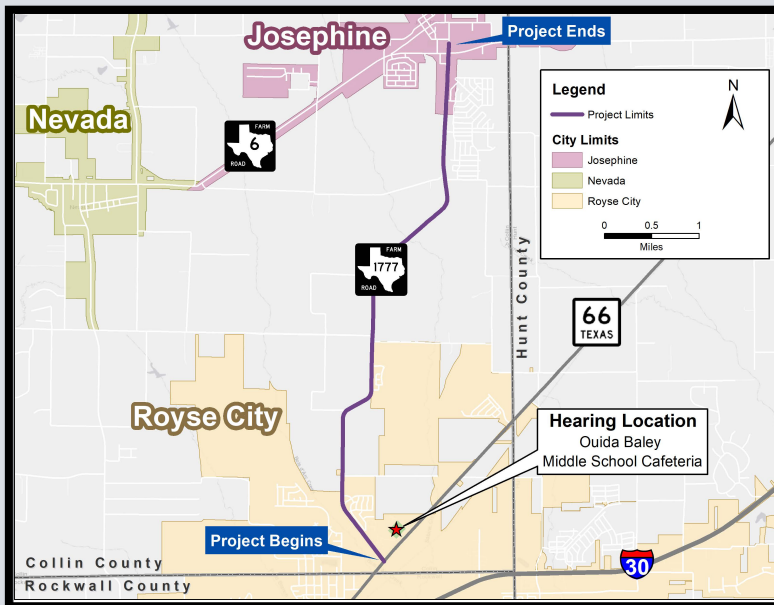 Josephine
Project Ends
Nevada
FARM
6
ROAD
Legend
N
Project Limits
City Limits
Josephine
Nevada
Royse City
0 0.5 1
Miles
FARM
1777
ROAD
Hunt County
66
TEXAS
Royse City
Hearing Location
Ouida Baley
Middle School Cafeteria
Project Begins
Collin County
Rockwall County
30